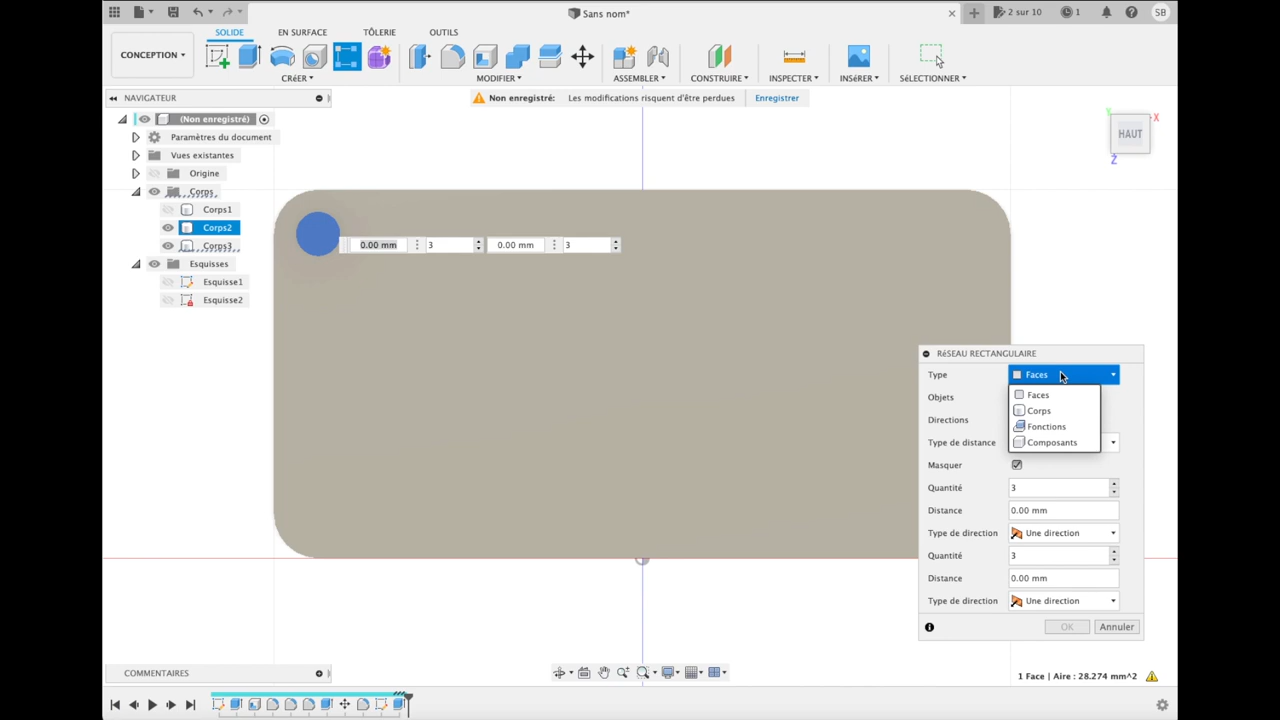 Sans nom*
2 sur 10
1
SB
CONCEPTION
SOLIDE
EN SURFACE
TÔLERIE
OUTILS
CRÉER
MODIFIER
ASSEMBLER
CONSTRUIRE
INSPECTER
INSÉRER
SÉLECTIONNER
NAVIGATEUR
Non enregistré:
Les modifications risquent d'être perdues
Enregistrer
(Non enregistré)
Paramètres du document
Vues existantes
Origine
Corps
Corps1
Corps2
Corps3
Esquisses
Esquisse1
Esquisse2
HAUT
X
Y
Z
0.00 mm
3
0.00 mm
3
RéSEAU RECTANGULAIRE
Type
Faces
Faces
Corps
Fonctions
Composants
Objets
Directions
Type de distance
Masquer
Quantité
3
Distance
0.00 mm
Type de direction
Une direction
Quantité
3
Distance
0.00 mm
Type de direction
Une direction
OK
Annuler
COMMENTAIRES
1 Face | Aire : 28.274 mm^2